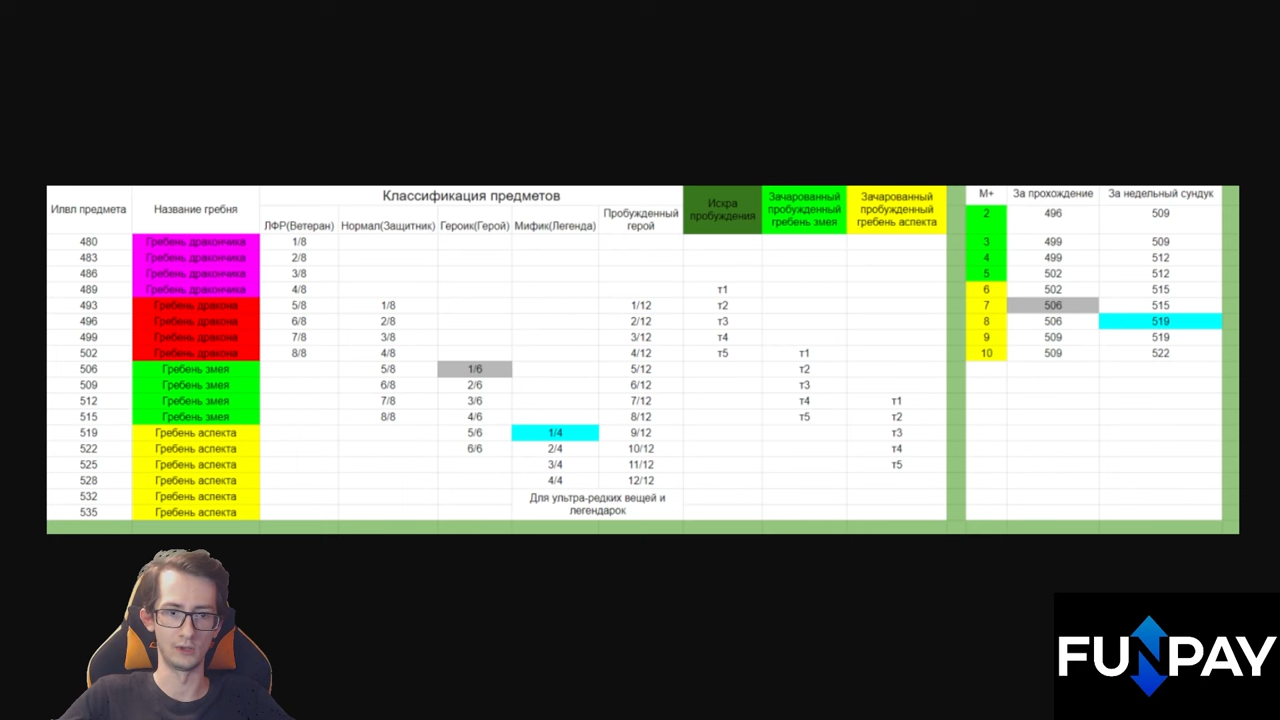 Илвл предмета Название гребня Классификация предметов Искра пробуждения Зачарованный пробужденный гребень змея Зачарованный пробужденный гребень аспекта
ЛФР(Ветеран) Нормал(Защитник) Героик(Герой) Мифик(Легенда) Пробужденный герой
480 Гребень дракончика 1/8
483 Гребень дракончика 2/8
486 Гребень дракончика 3/8
489 Гребень дракончика 4/8 т1
493 Гребень дракона 5/8 1/8 1/12 т2
496 Гребень дракона 6/8 2/8 2/12 т3
499 Гребень дракона 7/8 3/8 3/12 т4
502 Гребень дракона 8/8 4/8 4/12 т5 т1
506 Гребень змея 5/8 1/6 5/12 т2
509 Гребень змея 6/8 2/6 6/12 т3
512 Гребень змея 7/8 3/6 7/12 т4 т1
515 Гребень змея 8/8 4/6 8/12 т5 т2
519 Гребень аспекта 5/6 1/4 9/12 т3
522 Гребень аспекта 6/6 2/4 10/12 т4
525 Гребень аспекта 3/4 11/12 т5
528 Гребень аспекта 4/4 12/12
532 Гребень аспекта Для ультра-редких вещей и
535 Гребень аспекта легендарок
М+ За прохождение За недельный сундук
2 496 509
3 499 509
4 499 512
5 502 512
6 502 515
7 506 515
8 506 519
9 509 519
10 509 522
FUNPAY